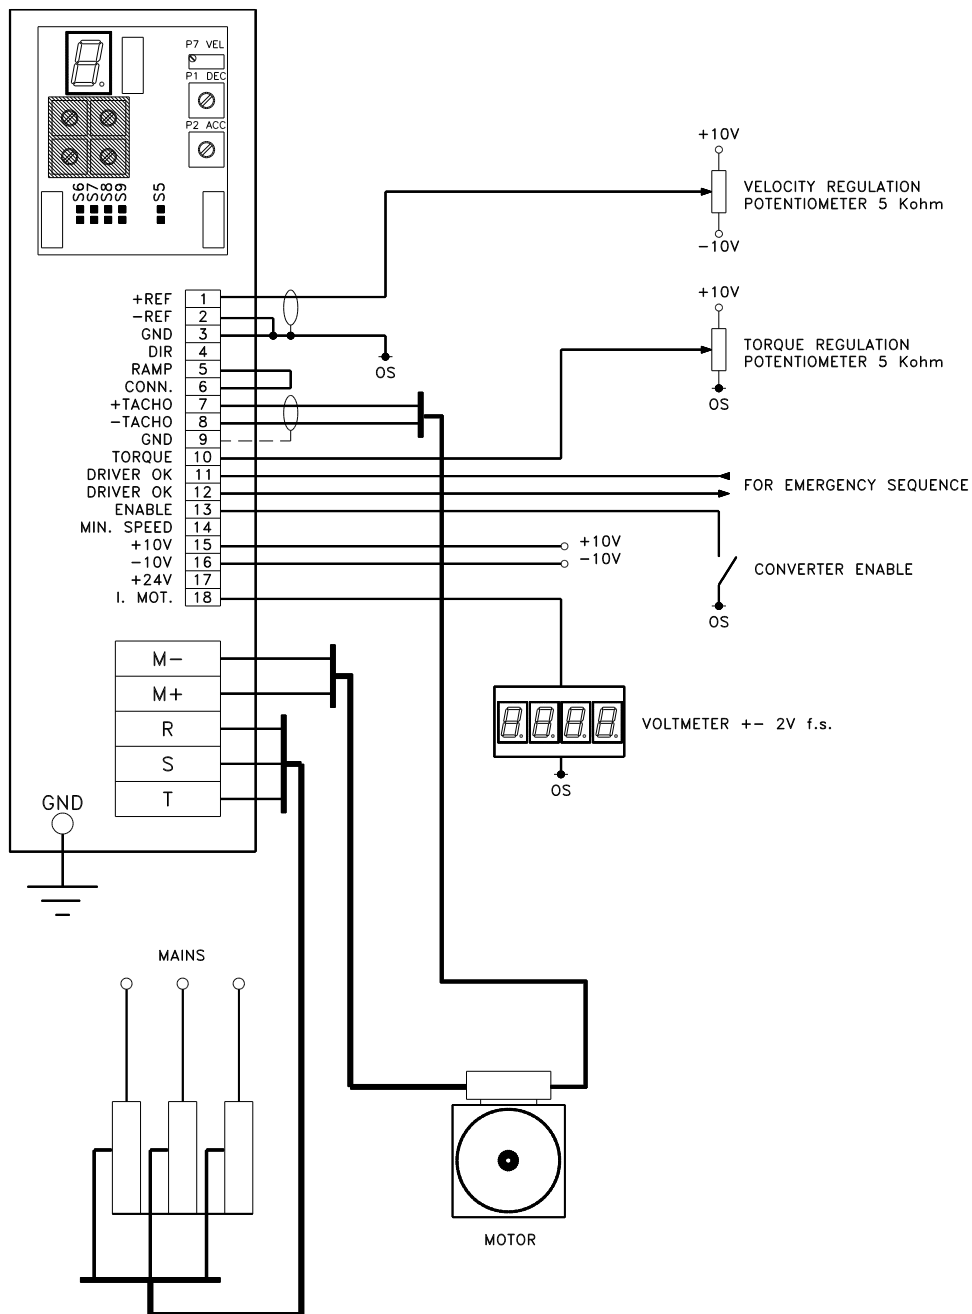 P7 VEL
P1 DEC
P2 ACC
S6
S7
S8
S9
S5
+10V
VELOCITY REGULATION
POTENTIOMETER 5 Kohm
-10V
+10V
TORQUE REGULATION
POTENTIOMETER 5 Kohm
OS
+REF 1
-REF 2
GND 3
DIR 4
RAMP 5
CONN. 6
+TACHO 7
-TACHO 8
GND 9
TORQUE 10
DRIVER OK 11
DRIVER OK 12
ENABLE 13
MIN. SPEED 14
+10V 15
-10V 16
+24V 17
I. MOT. 18
OS
FOR EMERGENCY SEQUENCE
+10V
-10V
CONVERTER ENABLE
OS
M-
M+
R
S
T
8.8.8.8.
VOLTMETER +- 2V f.s.
OS
GND
MAINS
MOTOR